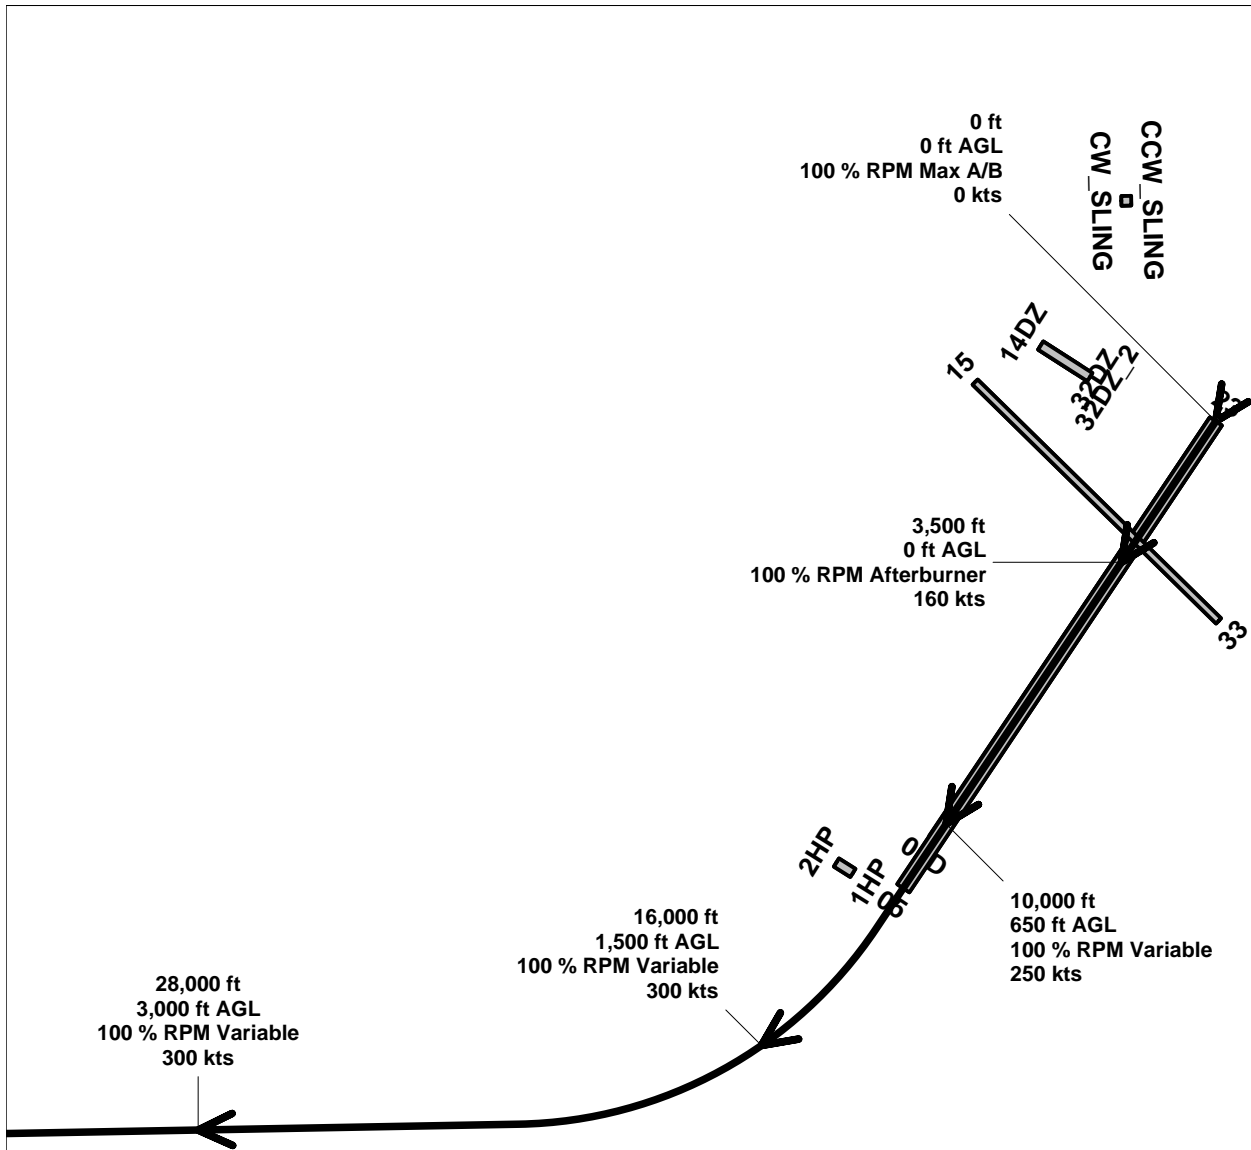 0 ft
0 ft AGL
100 % RPM Max A/B
0 kts
CCW_SLING
CW_SLING
14DZ
32DZ
32DZ_2
15
3,500 ft
0 ft AGL
100 % RPM Afterburner
160 kts
33
2HP
1HP
10,000 ft
650 ft AGL
100 % RPM Variable
250 kts
16,000 ft
1,500 ft AGL
100 % RPM Variable
300 kts
28,000 ft
3,000 ft AGL
100 % RPM Variable
300 kts